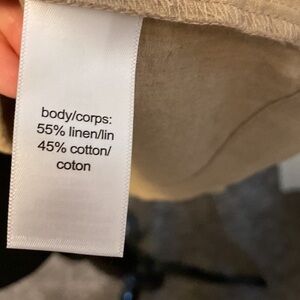 body/corps:
55% linen/lin
45% cotton/
coton